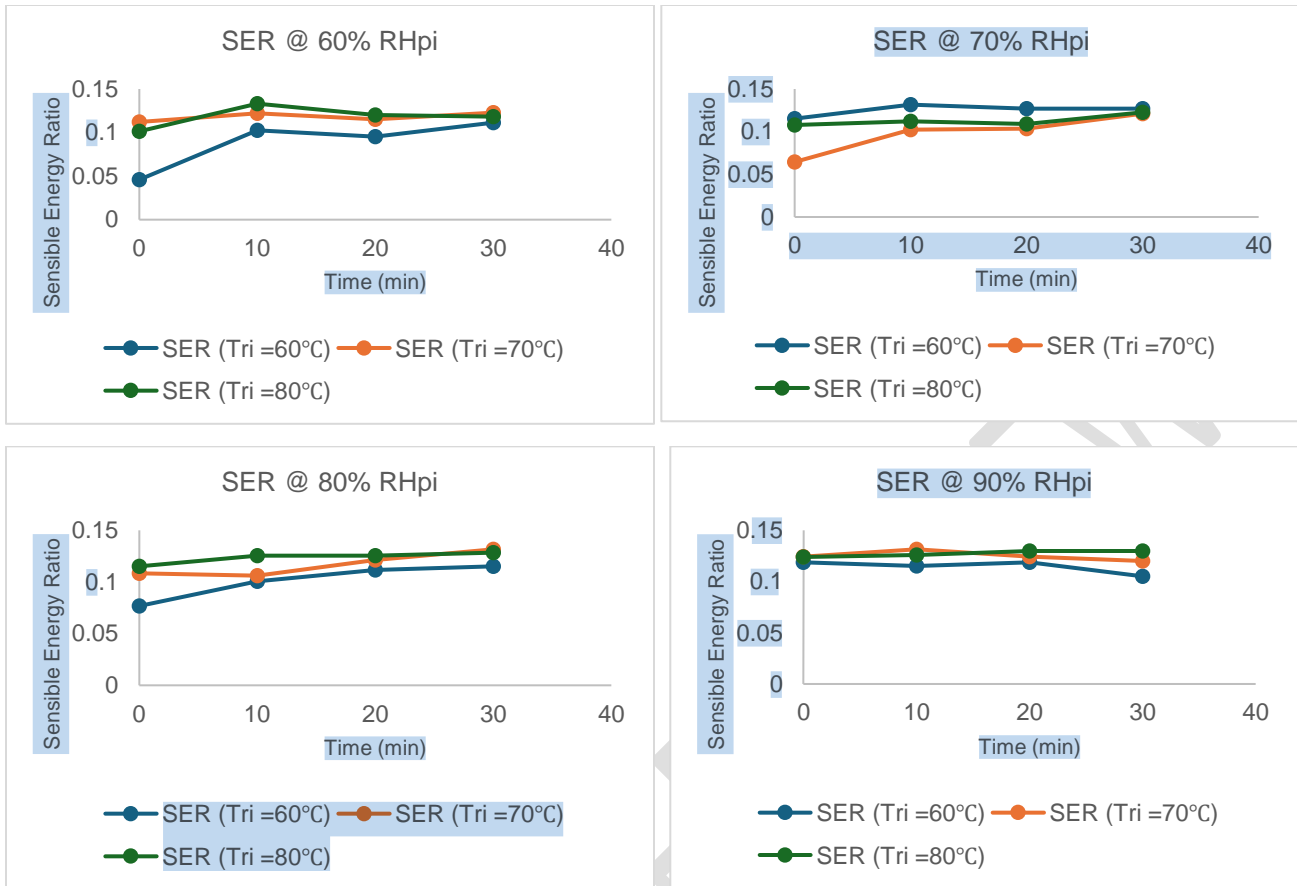 SER @ 60% RHpi
Sensible Energy Ratio
0.15
0.1
0.05
0
0 10 20 30 40
Time (min)
SER (Tri =60℃) SER (Tri =70℃)
SER (Tri =80℃)
SER @ 70% RHpi
Sensible Energy Ratio
0.15
0.1
0.05
0
0 10 20 30 40
Time (min)
SER (Tri =60℃) SER (Tri =70℃)
SER (Tri =80℃)
SER @ 80% RHpi
Sensible Energy Ratio
0.15
0.1
0.05
0
0 10 20 30 40
Time (min)
SER (Tri =60℃) SER (Tri =70℃)
SER (Tri =80℃)
SER @ 90% RHpi
Sensible Energy Ratio
0.15
0.1
0.05
0
0 10 20 30 40
Time (min)
SER (Tri =60℃) SER (Tri =70℃)
SER (Tri =80℃)